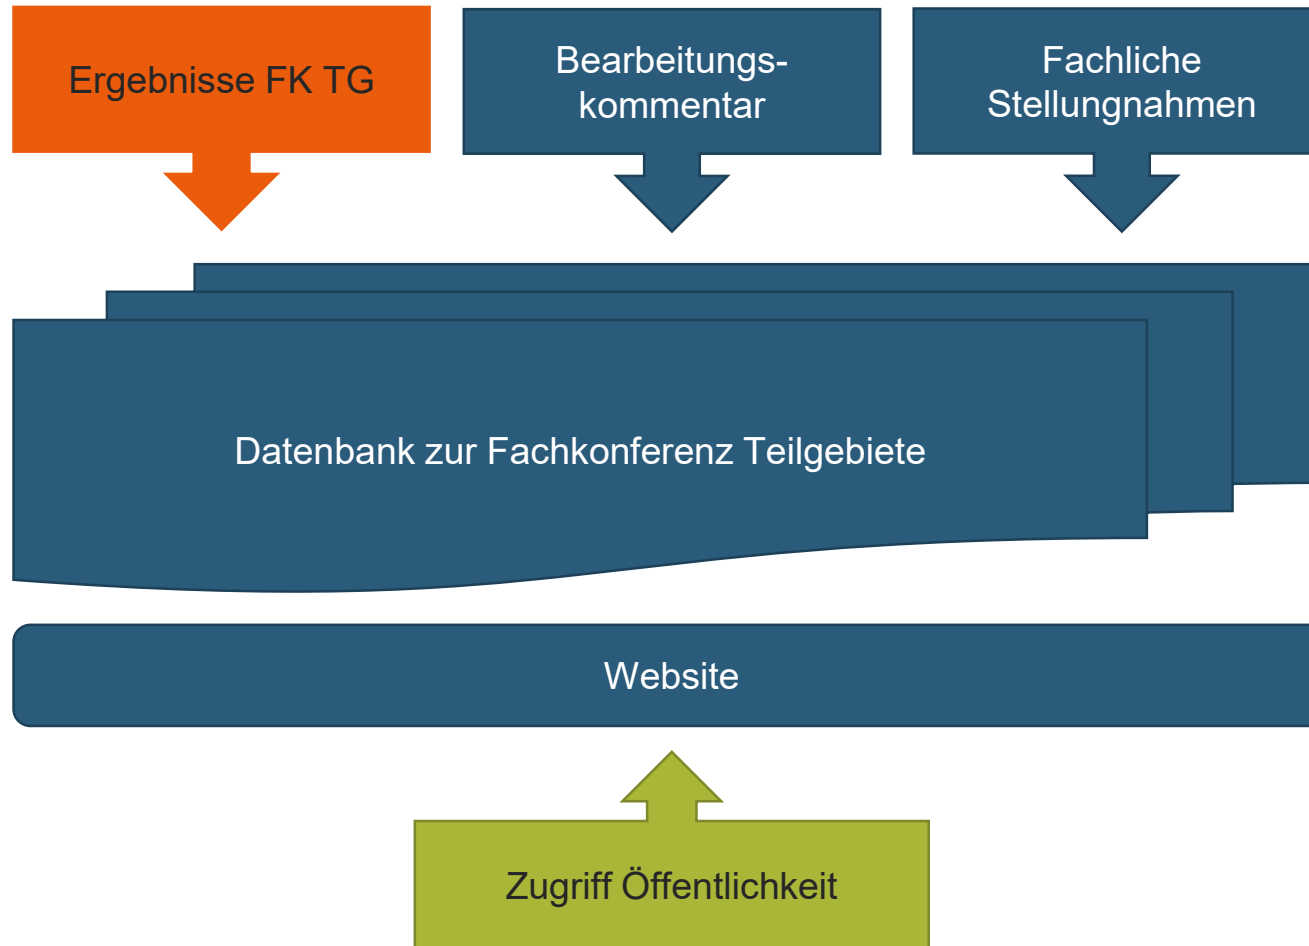 Ergebnisse FK TG
Bearbeitungs-
kommentar
Fachliche
Stellungnahmen
Datenbank zur Fachkonferenz Teilgebiete
Website
Zugriff Öffentlichkeit